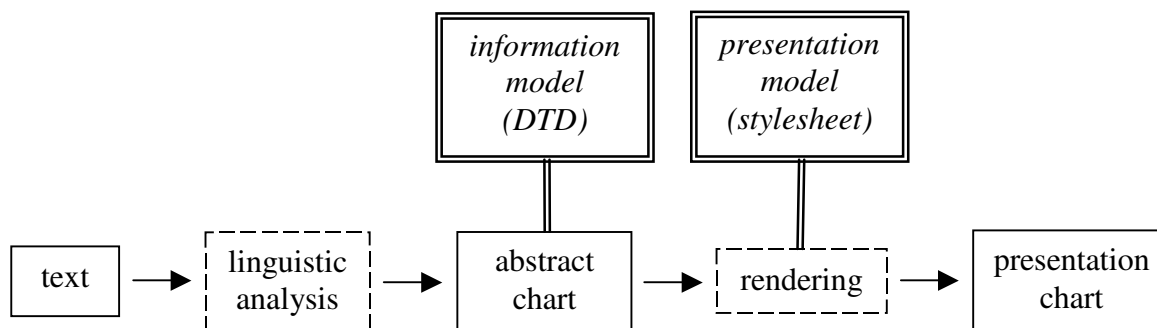 information
model
(DTD)
presentation
model
(stylesheet)
text
linguistic
analysis
abstract
chart
rendering
presentation
chart